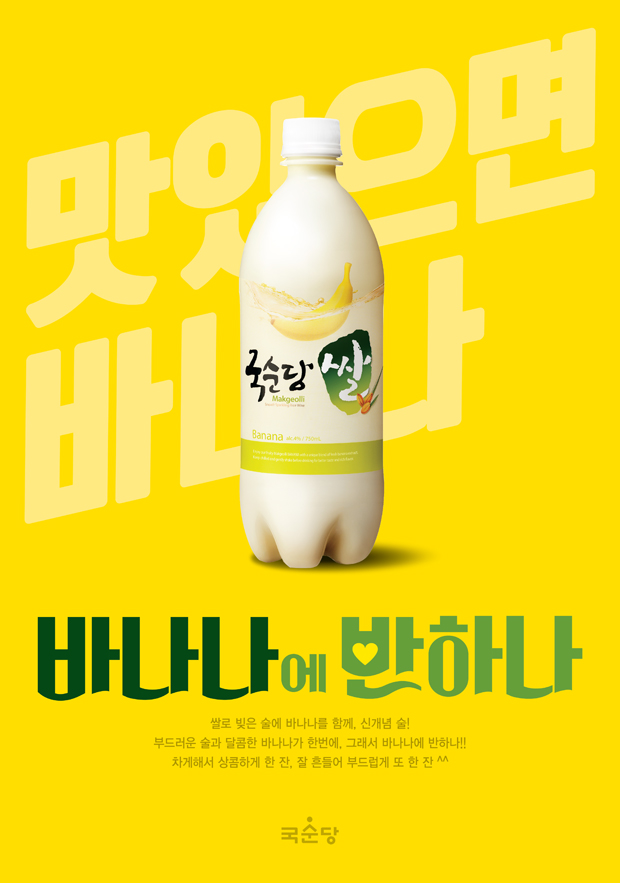 맛있으면
바나나
국순당 쌀
Makgeolli
Banana
바나나에 반하나
쌀로 빚은 술에 바나나를 함께, 신개념 술!
부드러운 술과 달콤한 바나나가 한번에, 그래서 바나나에 반하나!!
차게해서 상콤하게 한 잔, 잘 흔들어 부드럽게 또 한 잔 ^^
국순당